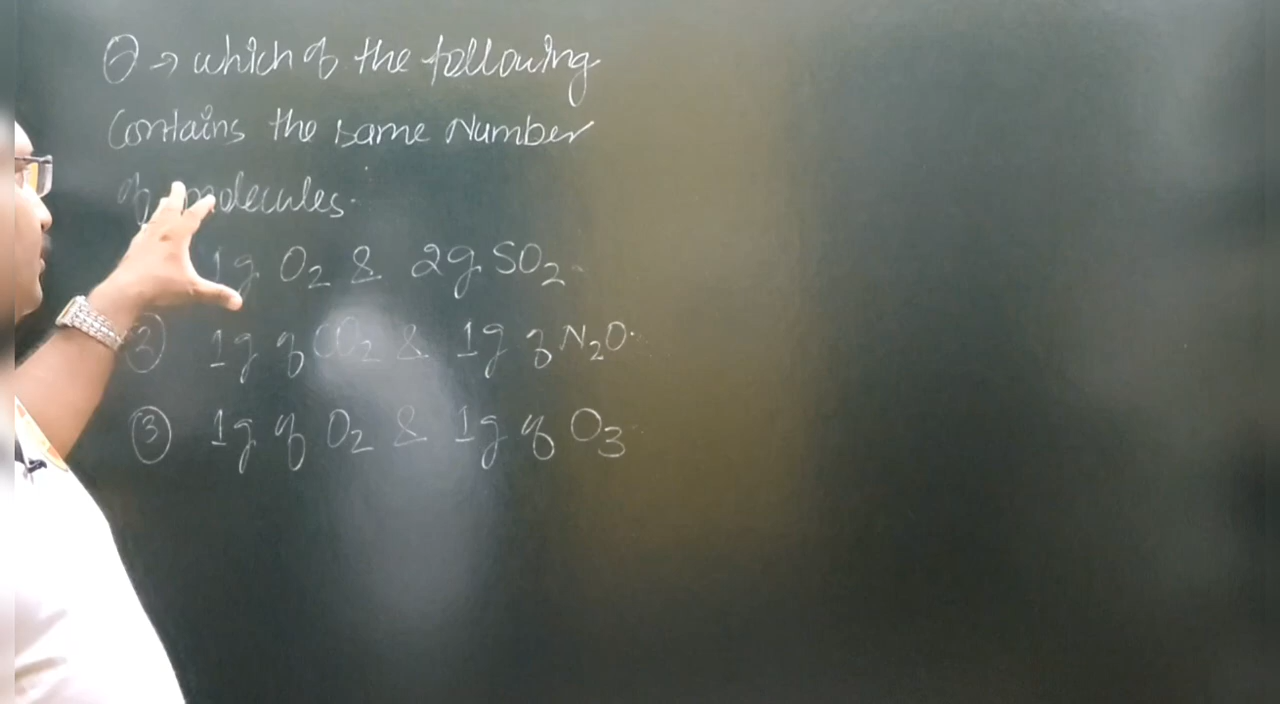 Q → which of the following
Contains the same Number
of molecules.
1g O₂ & 2g SO₂.
② 1g of CO₂ & 1g of N₂O.
③ 1g of O₂ & 1g of O₃